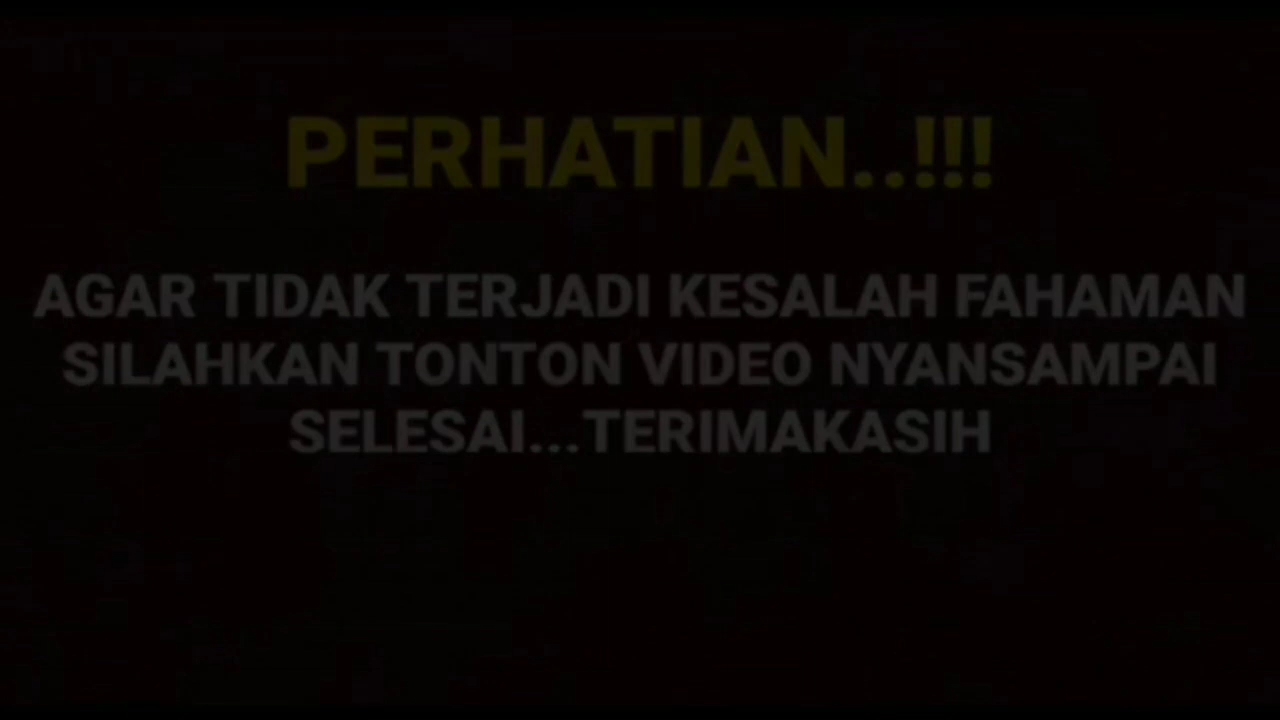 PERHATIAN..!!!
AGAR TIDAK TERJADI KESALAH FAHAMAN
SILAHKAN TONTON VIDEO NYANSAMPAI
SELESAI...TERIMAKASIH